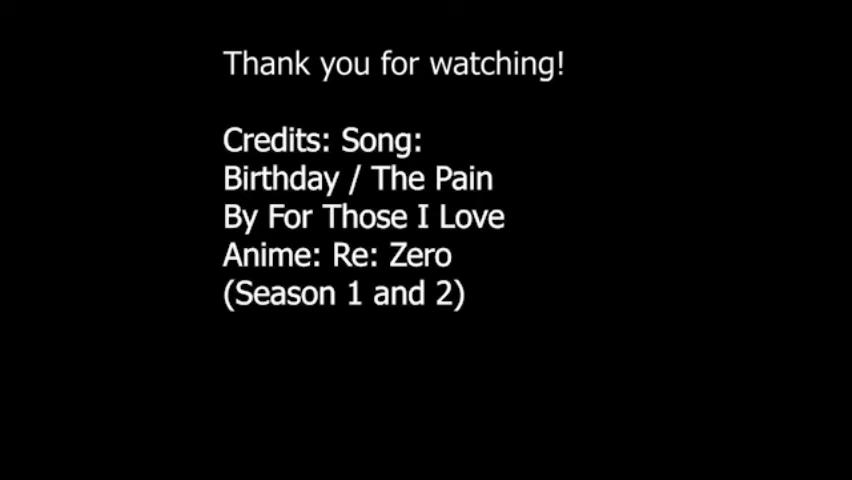 Thank you for watching!
Credits: Song:
Birthday / The Pain
By For Those I Love
Anime: Re: Zero
(Season 1 and 2)